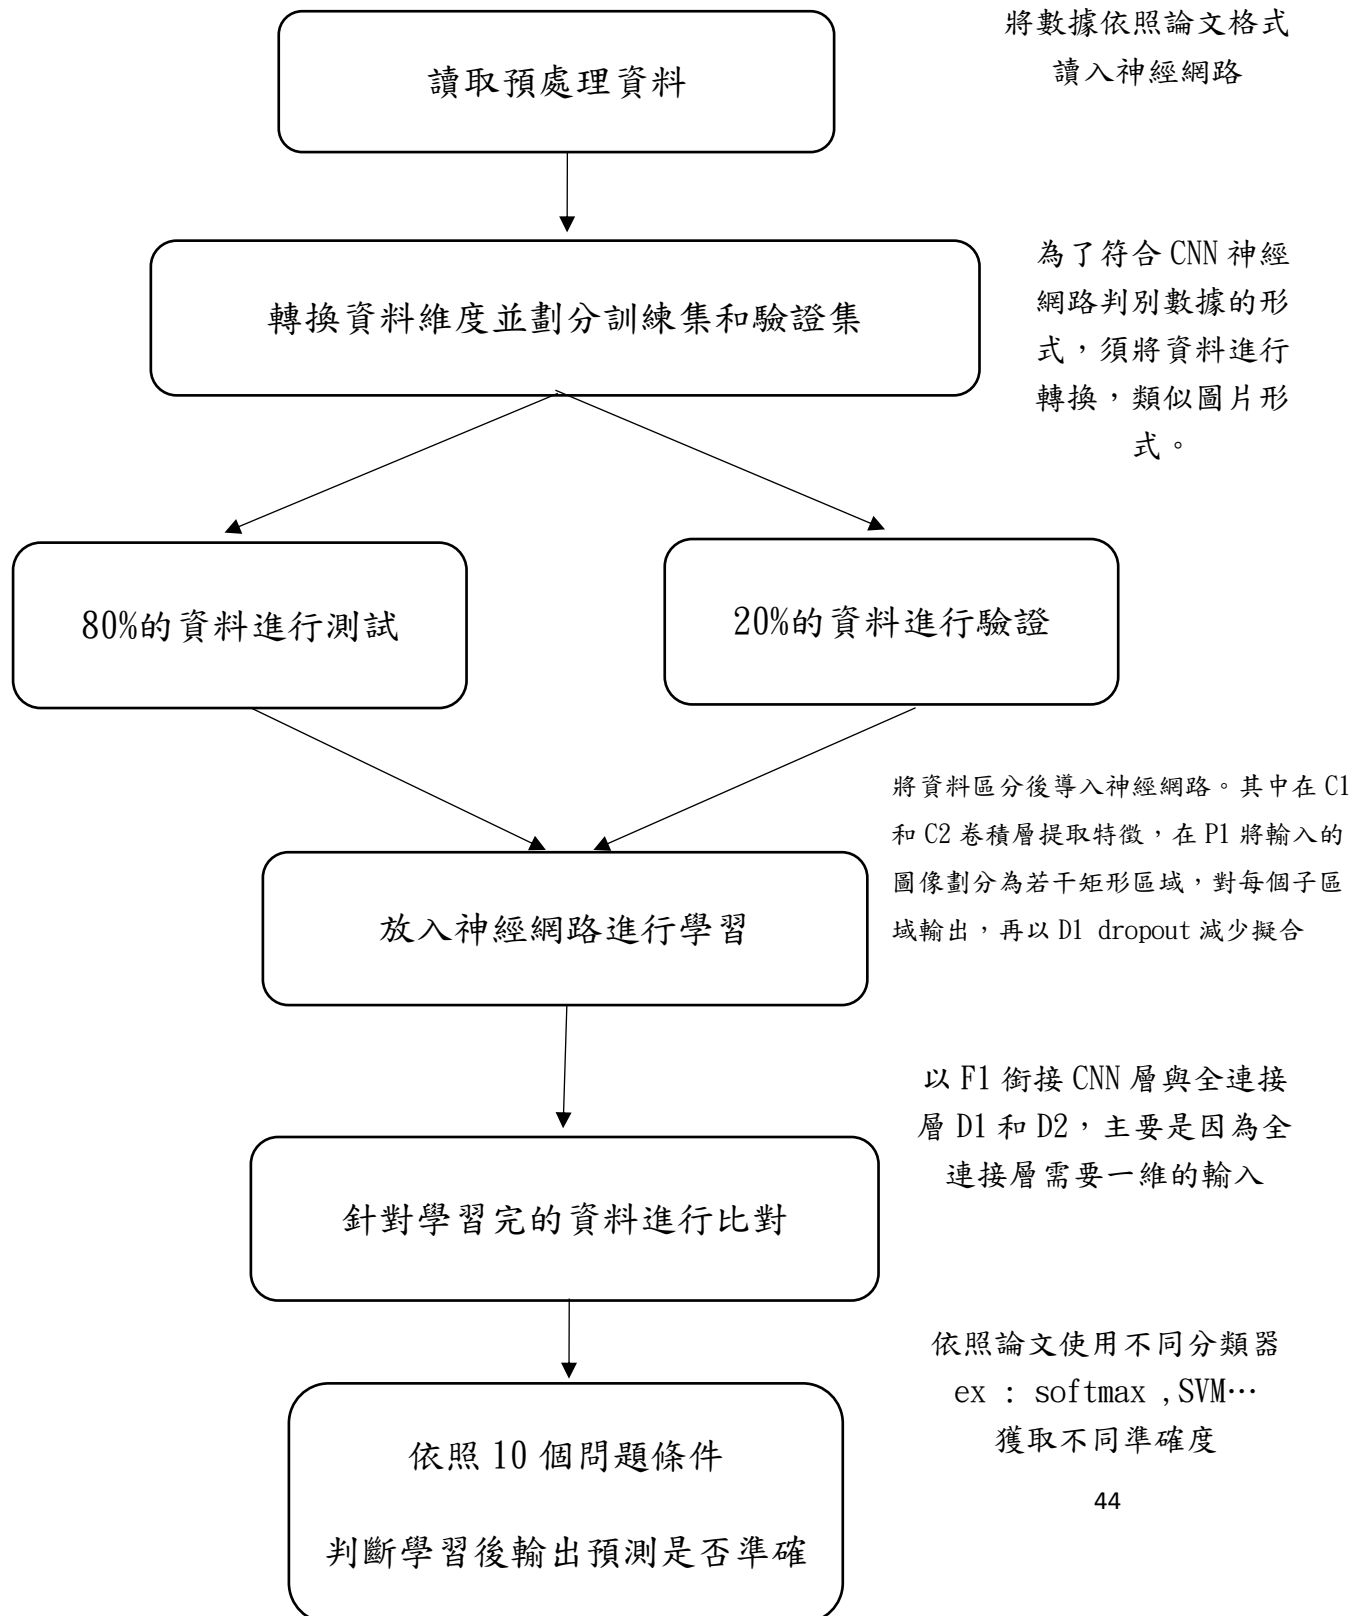 將數據依照論文格式
讀入神經網路
讀取預處理資料
為了符合 CNN 神經
網路判別數據的形
式，須將資料進行
轉換，類似圖片形
式。
轉換資料維度並劃分訓練集和驗證集
80%的資料進行測試
20%的資料進行驗證
將資料區分後導入神經網路。其中在 C1
和 C2 卷積層提取特徵，在 P1 將輸入的
圖像劃分為若干矩形區域，對每個子區
域輸出，再以 D1 dropout 減少擬合
放入神經網路進行學習
以 F1 銜接 CNN 層與全連接
層 D1 和 D2，主要是因為全
連接層需要一維的輸入
針對學習完的資料進行比對
依照論文使用不同分類器
ex : softmax ,SVM…
獲取不同準確度
依照 10 個問題條件
判斷學習後輸出預測是否準確
44